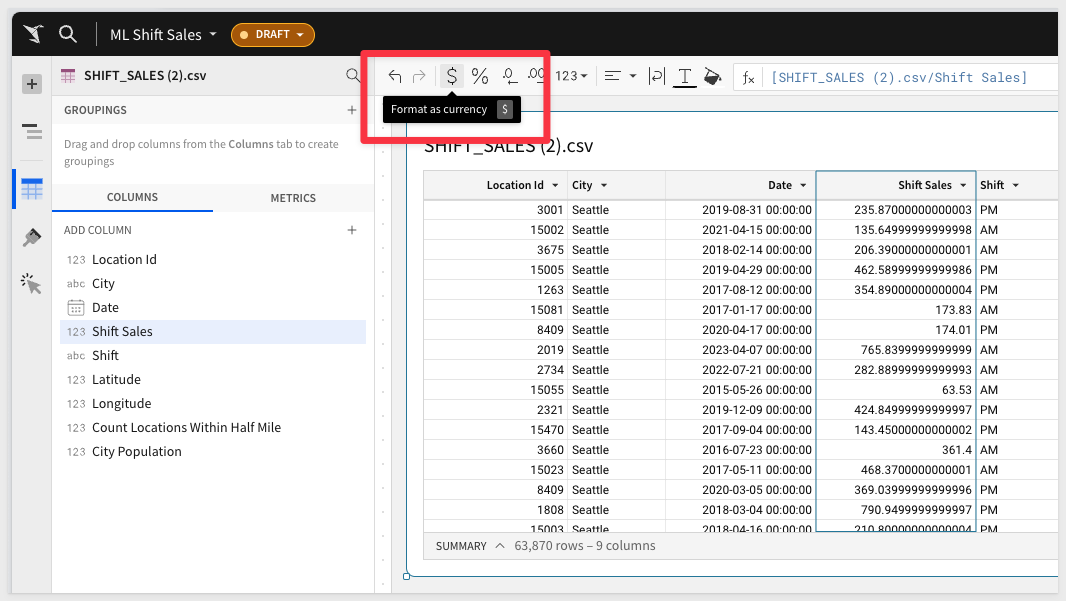 ML Shift Sales DRAFT
SHIFT_SALES (2).csv
$ % .0 .00 123 T fx [SHIFT_SALES (2).csv/Shift Sales]
Format as currency $
GROUPINGS
Drag and drop columns from the Columns tab to create
groupings
COLUMNS METRICS
ADD COLUMN
123 Location Id
abc City
Date
123 Shift Sales
abc Shift
123 Latitude
123 Longitude
123 Count Locations Within Half Mile
123 City Population
SHIFT_SALES (2).csv
Location Id City Date Shift Sales Shift
3001 Seattle 2019-08-31 00:00:00 235.87000000000003 PM
15002 Seattle 2021-04-15 00:00:00 135.64999999999998 AM
3675 Seattle 2018-02-14 00:00:00 206.39000000000001 AM
15005 Seattle 2019-04-29 00:00:00 462.58999999999986 PM
1263 Seattle 2017-08-12 00:00:00 354.89000000000004 PM
15081 Seattle 2017-01-17 00:00:00 173.83 AM
8409 Seattle 2020-04-17 00:00:00 174.01 PM
2019 Seattle 2023-04-07 00:00:00 765.8399999999999 AM
2734 Seattle 2022-07-21 00:00:00 282.88999999999993 AM
15055 Seattle 2015-05-26 00:00:00 63.53 AM
2321 Seattle 2019-12-09 00:00:00 424.84999999999997 PM
15470 Seattle 2017-09-04 00:00:00 143.45000000000002 PM
3660 Seattle 2016-07-23 00:00:00 361.4 AM
15023 Seattle 2017-05-11 00:00:00 468.3700000000001 AM
8409 Seattle 2020-03-05 00:00:00 369.03999999999996 PM
1808 Seattle 2018-03-04 00:00:00 790.9499999999997 PM
15003 Seattle 2018-04-16 00:00:00 210.80000000000004 PM
SUMMARY 63,870 rows – 9 columns